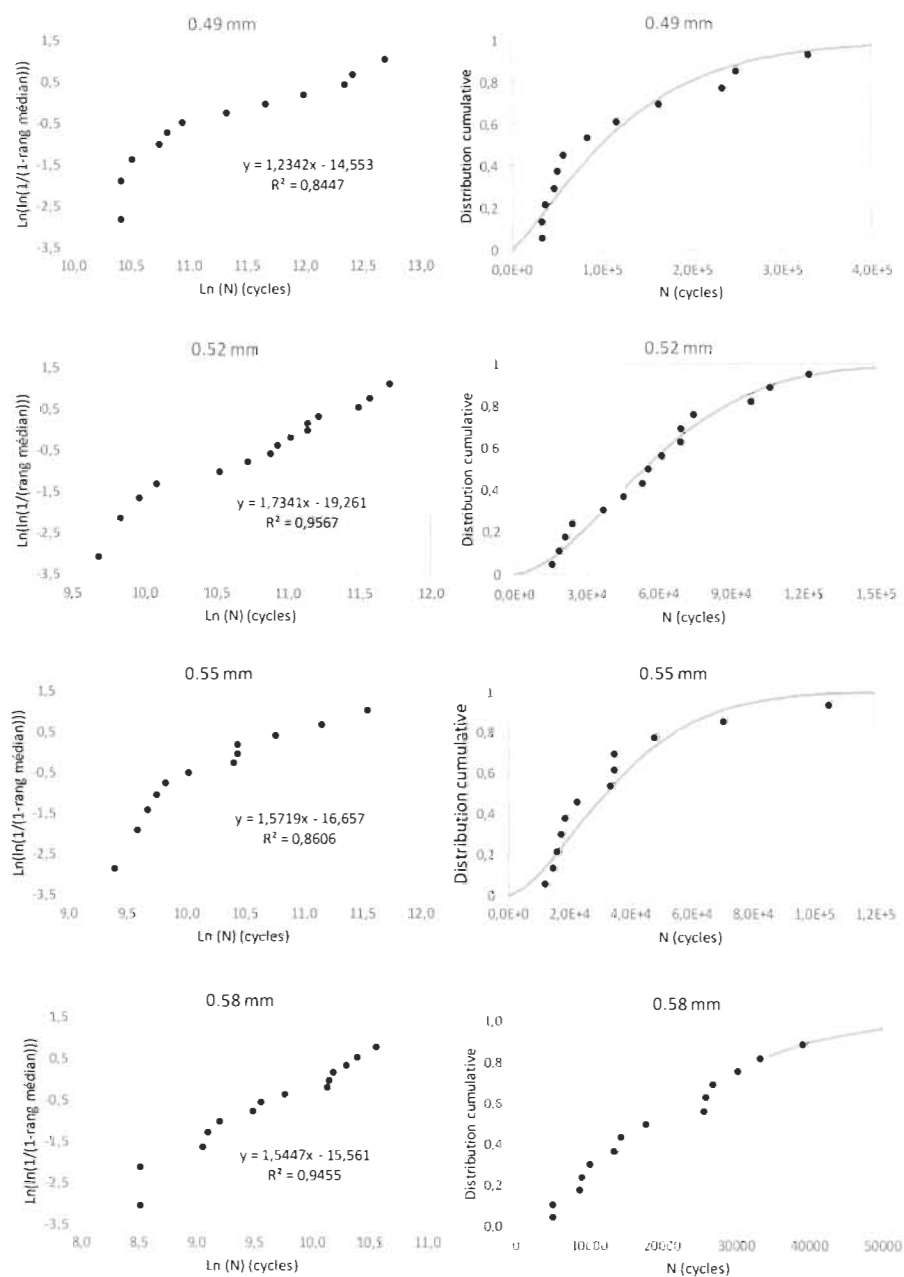 0.49 mm
Ln(ln(1/(1-rang médian)))
1,5
0,5
-0,5
-1,5
-2,5
-3,5
y = 1,2342x - 14,553
R² = 0,8447
10,0 10,5 11,0 11,5 12,0 12,5 13,0
Ln (N) (cycles)
0.49 mm
Distribution cumulative
1
0,8
0,6
0,4
0,2
0
0,0E+0 1,0E+5 2,0E+5 3,0E+5 4,0E+5
N (cycles)
0.52 mm
Ln(ln(1/(rang médian)))
1,5
0,5
-0,5
-1,5
-2,5
-3,5
y = 1,7341x - 19,261
R² = 0,9567
9,5 10,0 10,5 11,0 11,5 12,0
Ln (N) (cycles)
0.52 mm
Distribution cumulative
1
0,8
0,6
0,4
0,2
0
0,0E+0 3,0E+4 6,0E+4 9,0E+4 1,2E+5 1,5E+5
N (cycles)
0.55 mm
Ln(ln(1/(1-rang médian)))
1,5
0,5
-0,5
-1,5
-2,5
-3,5
y = 1,5719x - 16,657
R² = 0,8606
9,0 9,5 10,0 10,5 11,0 11,5 12,0
Ln (N) (cycles)
0.55 mm
Distribution cumulative
1
0,8
0,6
0,4
0,2
0
0,0E+0 2,0E+4 4,0E+4 6,0E+4 8,0E+4 1,0E+5 1,2E+5
N (cycles)
0.58 mm
Ln(ln(1/(1-rang médian)))
1,5
0,5
-0,5
-1,5
-2,5
-3,5
y = 1,5447x - 15,561
R² = 0,9455
8,0 8,5 9,0 9,5 10,0 10,5 11,0
Ln (N) (cycles)
0.58 mm
Distribution cumulative
1,0
0,8
0,6
0,4
0,2
0.0
0 10000 20000 30000 40000 50000
N (cycles)